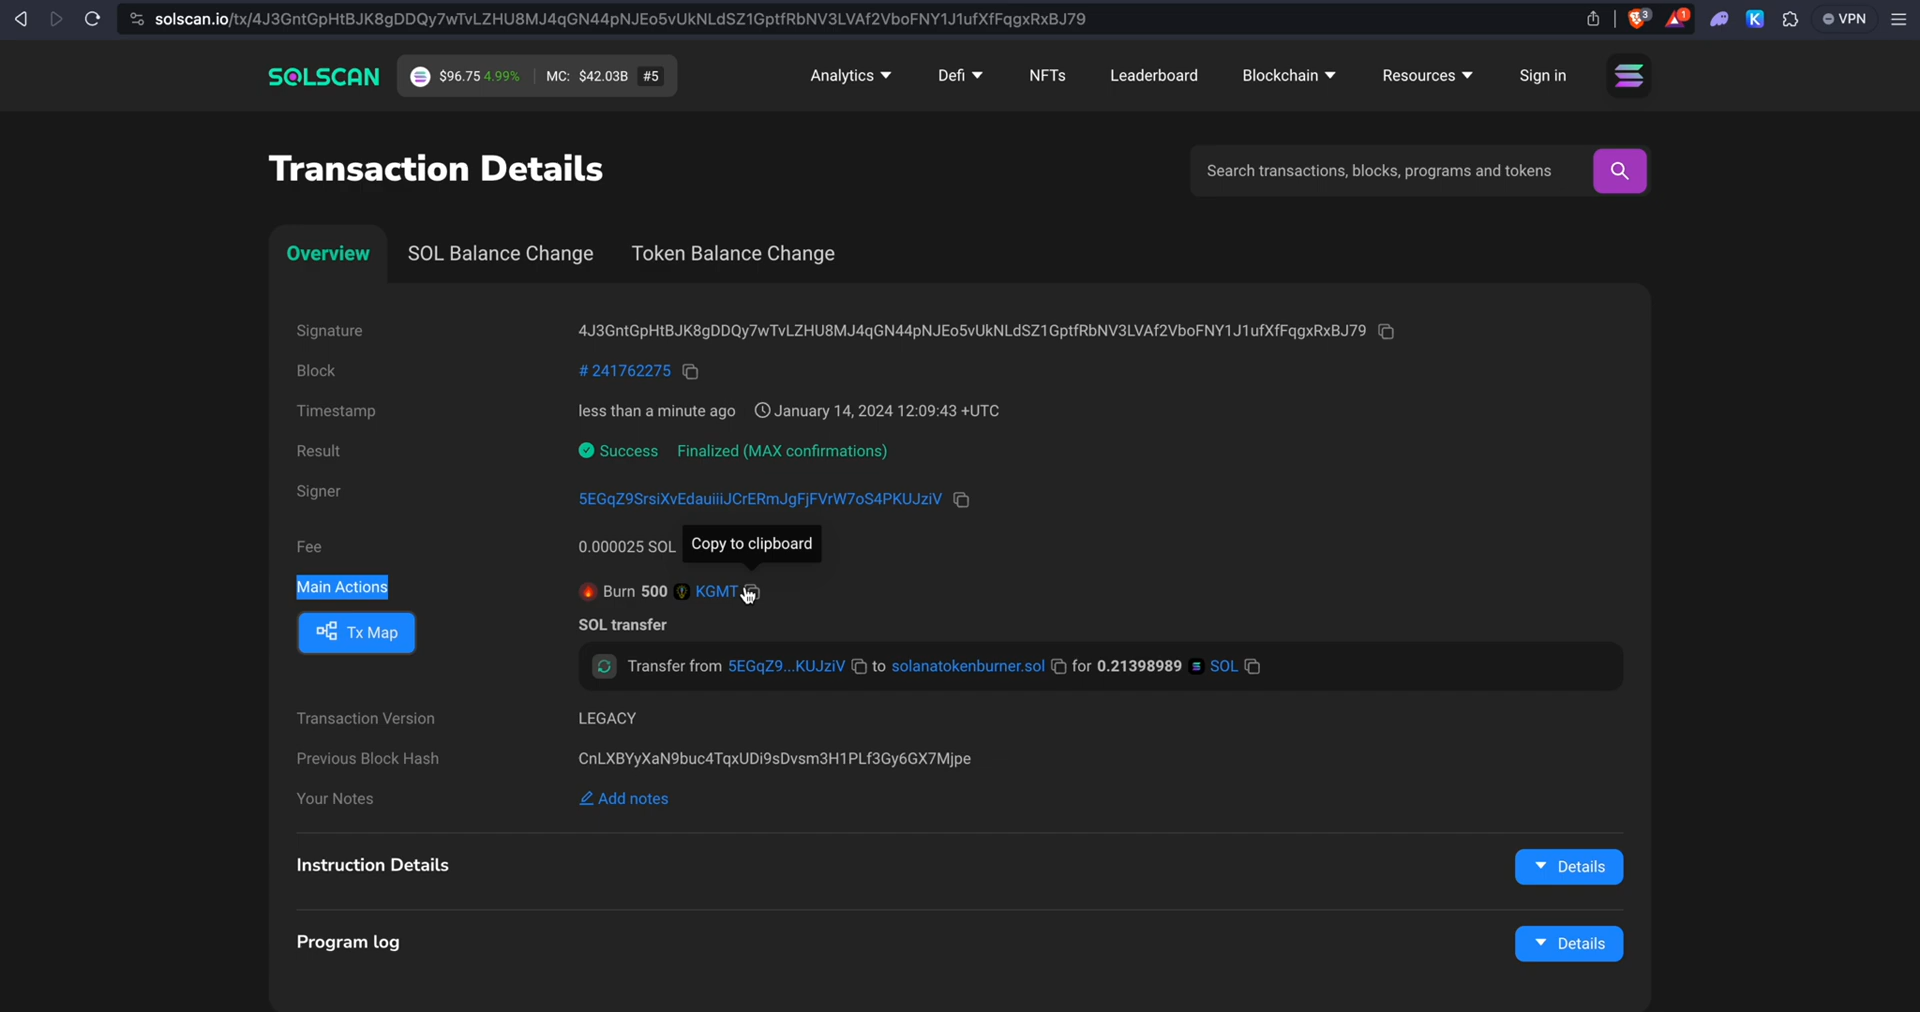 solscan.io/tx/4J3GntGpHtBJK8gDDQy7wTvLZHU8MJ4qGN44pNJEo5vUkNLdSZ1GptfRbNV3LVAf2VboFNY1J1ufXfFqgxRxBJ79
3
1
K
VPN
SOLSCAN
$96.75 4.99% MC: $42.03B #5
Analytics Defi NFTs Leaderboard Blockchain Resources Sign in
Transaction Details
Search transactions, blocks, programs and tokens
Overview SOL Balance Change Token Balance Change
Signature 4J3GntGpHtBJK8gDDQy7wTvLZHU8MJ4qGN44pNJEo5vUkNLdSZ1GptfRbNV3LVAf2VboFNY1J1ufXfFqgxRxBJ79
Block # 241762275
Timestamp less than a minute ago January 14, 2024 12:09:43 +UTC
Result Success Finalized (MAX confirmations)
Signer 5EGqZ9SrsiXvEdauiiiJCrERmJgFjFVrW7oS4PKUJziV
Fee 0.000025 SOL
Copy to clipboard
Main Actions Burn 500 KGMT
Tx Map
SOL transfer
Transfer from 5EGqZ9...KUJziV to solanatokenburner.sol for 0.21398989 SOL
Transaction Version LEGACY
Previous Block Hash CnLXBYyXaN9buc4TqxUDi9sDvsm3H1PLf3Gy6GX7Mjpe
Your Notes Add notes
Instruction Details Details
Program log Details